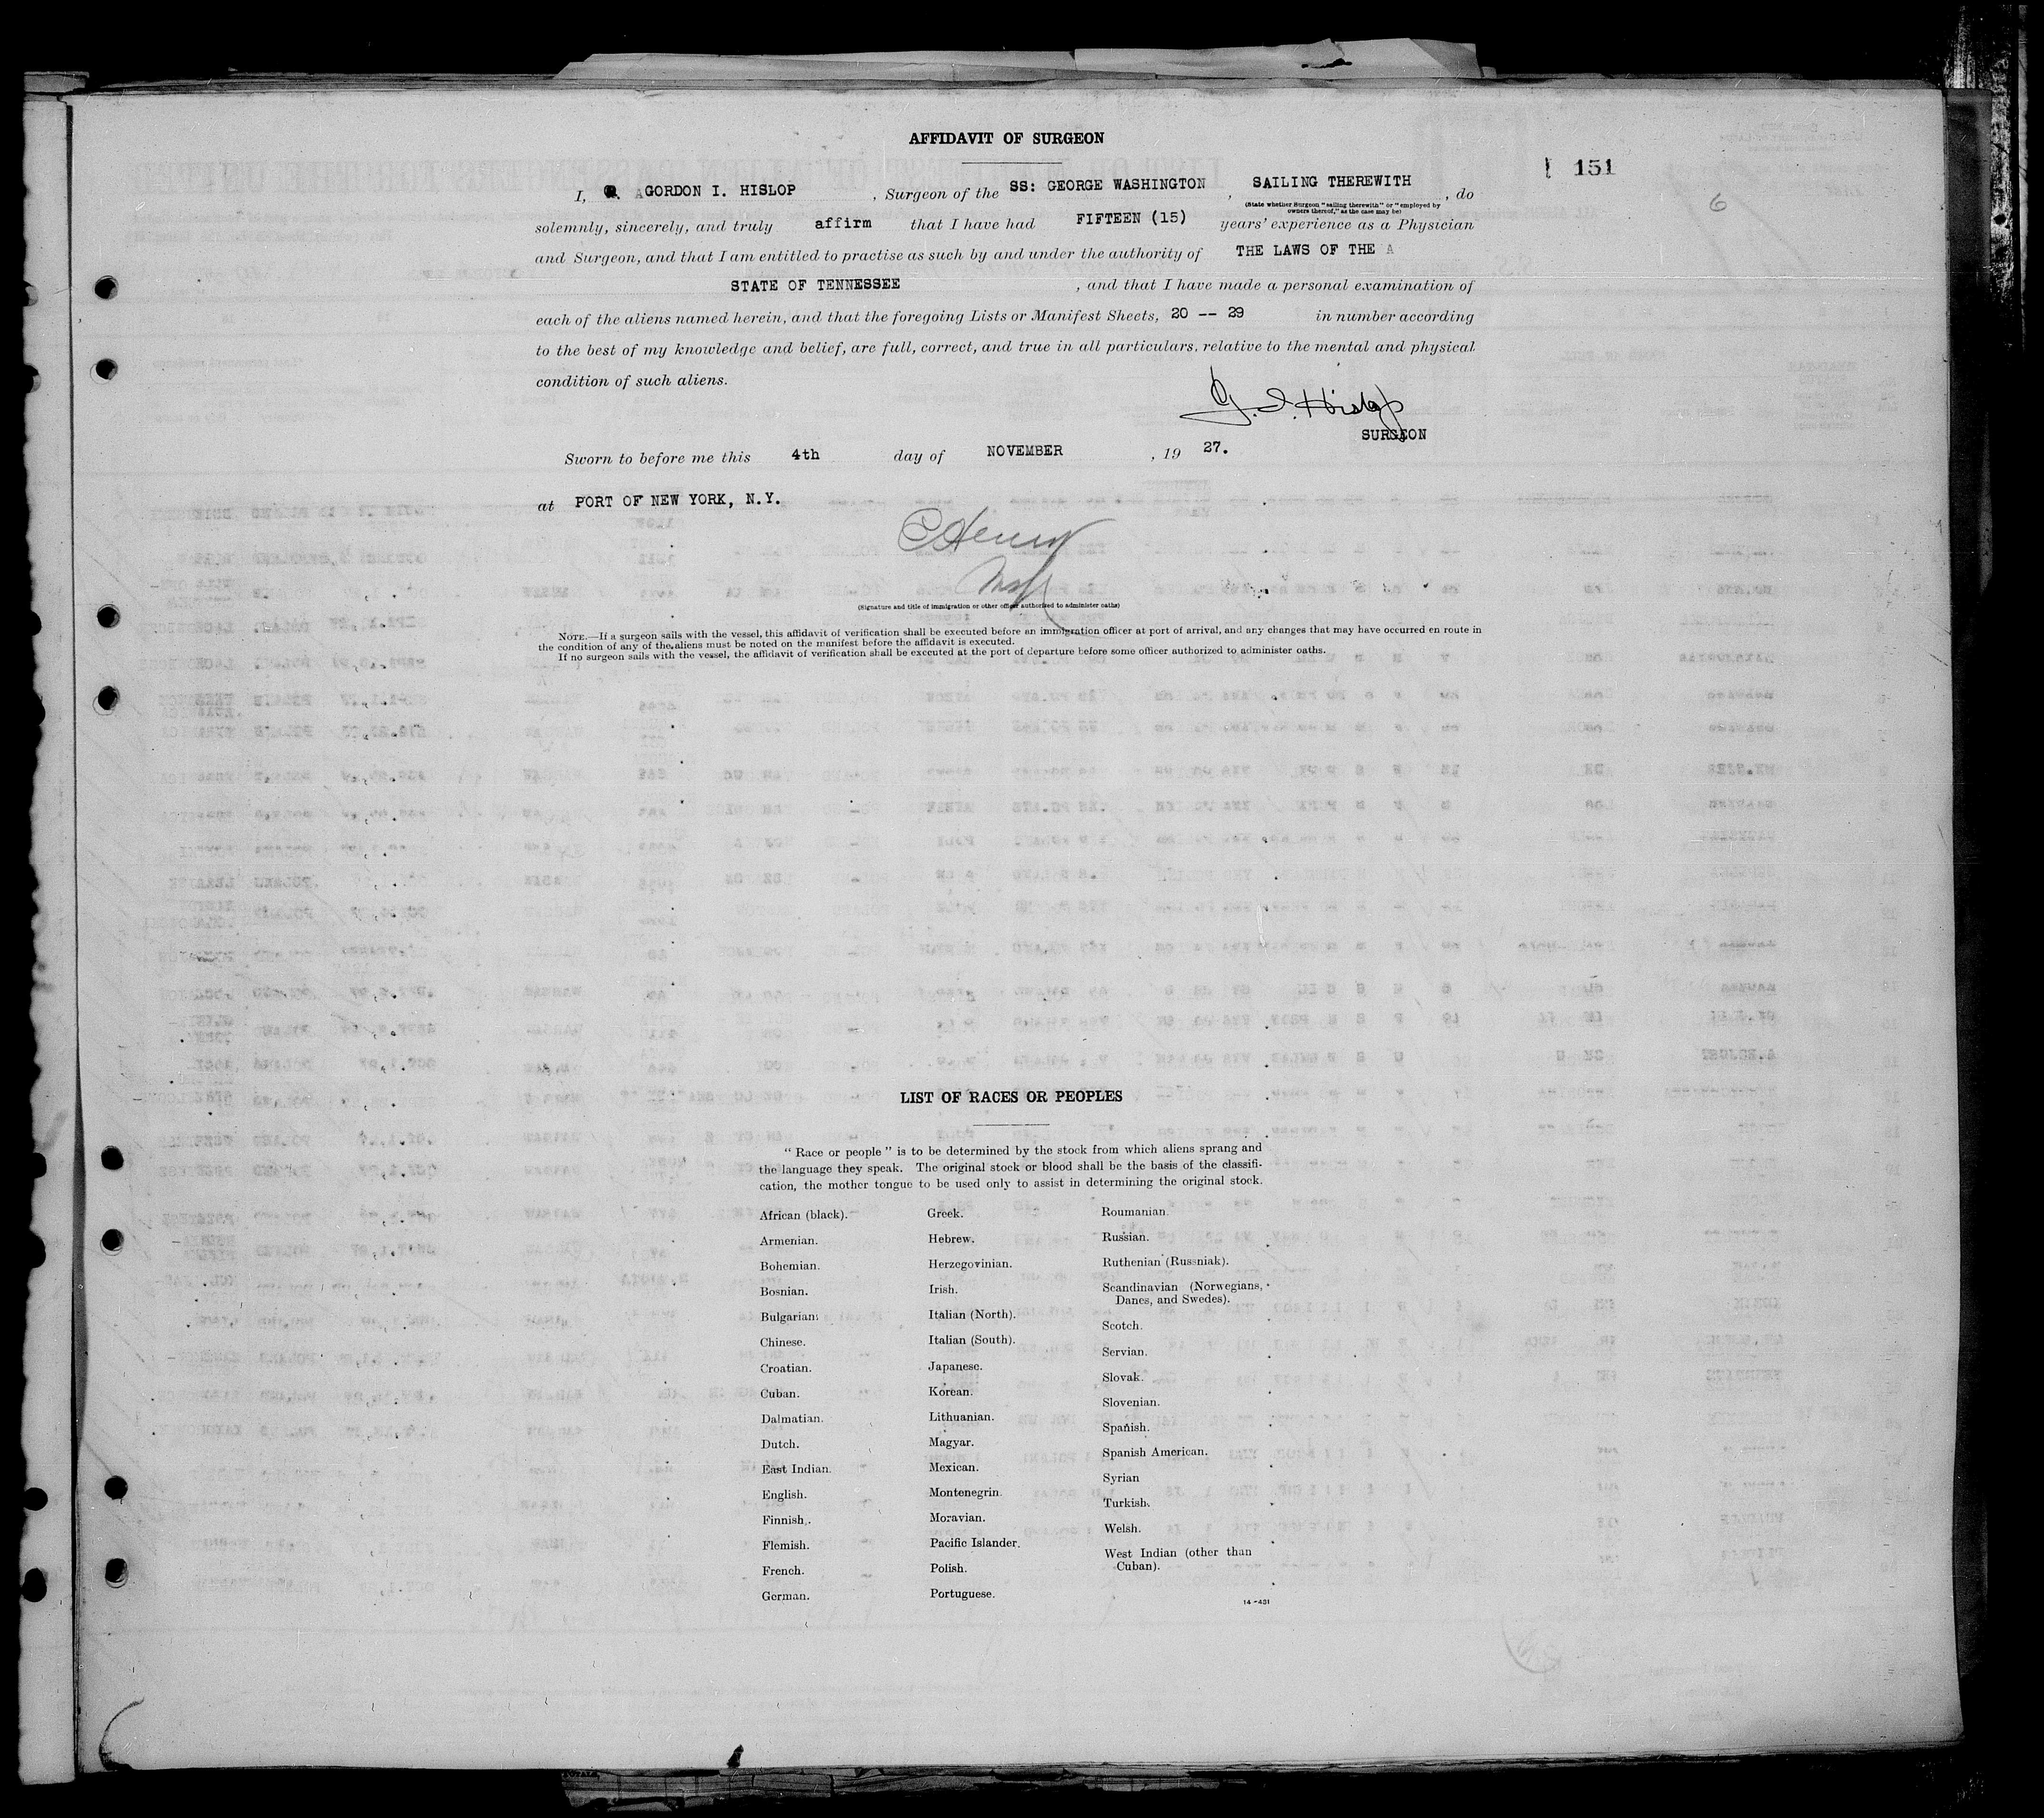 AFFIDAVIT OF SURGEON
151
6
I, GORDON I. HISLOP, Surgeon of the SS: GEORGE WASHINGTON, SAILING THEREWITH, do
(State whether Surgeon "sailing therewith" or "employed by
owners thereof," as the case may be)
solemnly, sincerely, and truly affirm that I have had FIFTEEN (15) years' experience as a Physician
and Surgeon, and that I am entitled to practise as such by and under the authority of THE LAWS OF THE A
STATE OF TENNESSEE, and that I have made a personal examination of
each of the aliens named herein, and that the foregoing Lists or Manifest Sheets, 20 -- 29 in number according
to the best of my knowledge and belief, are full, correct, and true in all particulars, relative to the mental and physical
condition of such aliens.
G. I. Hislop
SURGEON
Sworn to before me this 4th day of NOVEMBER, 19 27.
at PORT OF NEW YORK, N.Y.
(Signature and title of immigration or other officer authorized to administer oaths)
NOTE.—If a surgeon sails with the vessel, this affidavit of verification shall be executed before an immigration officer at port of arrival, and any changes that may have occurred en route in
the condition of any of the aliens must be noted on the manifest before the affidavit is executed.
If no surgeon sails with the vessel, the affidavit of verification shall be executed at the port of departure before some officer authorized to administer oaths.
LIST OF RACES OR PEOPLES
"Race or people" is to be determined by the stock from which aliens sprang and
the language they speak. The original stock or blood shall be the basis of the classifi-
cation, the mother tongue to be used only to assist in determining the original stock.
African (black).
Armenian.
Bohemian.
Bosnian.
Bulgarian.
Chinese.
Croatian.
Cuban.
Dalmatian.
Dutch.
East Indian.
English.
Finnish.
Flemish.
French.
German.
Greek.
Hebrew.
Herzegovinian.
Irish.
Italian (North).
Italian (South).
Japanese.
Korean.
Lithuanian.
Magyar.
Mexican.
Montenegrin.
Moravian.
Pacific Islander.
Polish.
Portuguese.
Roumanian.
Russian.
Ruthenian (Russniak).
Scandinavian (Norwegians,
Danes, and Swedes).
Scotch.
Servian.
Slovak.
Slovenian.
Spanish.
Spanish American.
Syrian
Turkish.
Welsh.
West Indian (other than
Cuban).
14-431